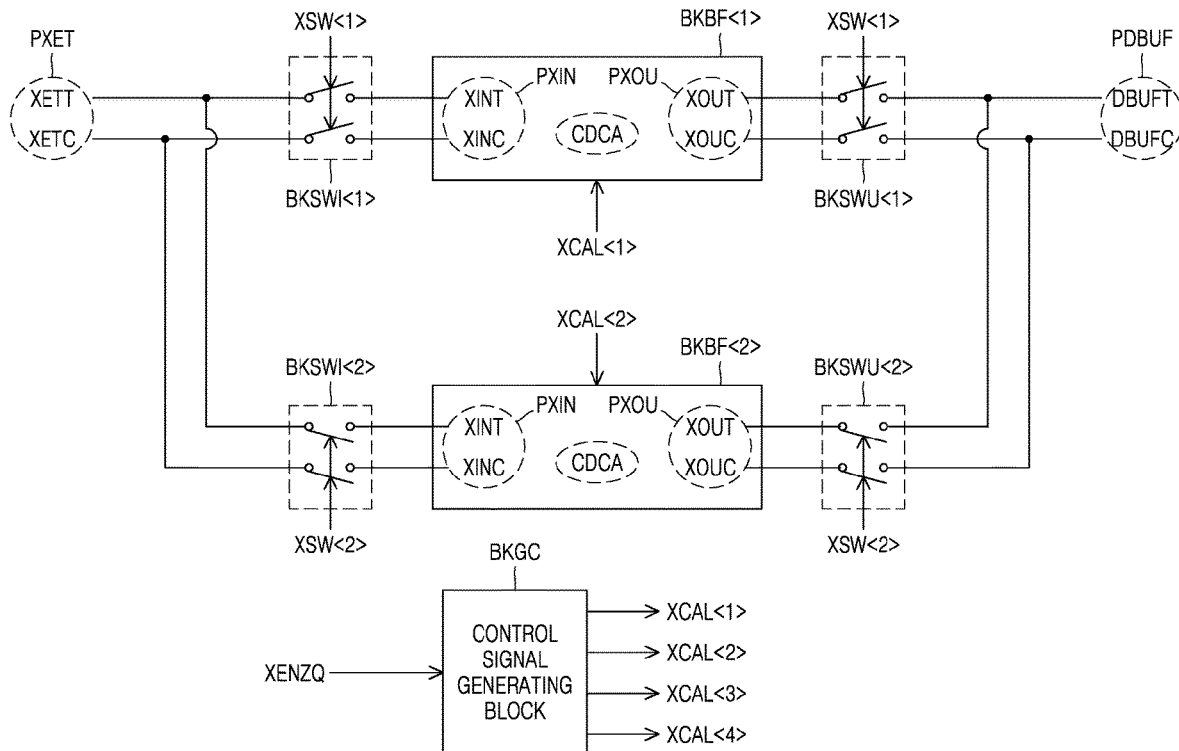 XSW<1> BKBF<1> XSW<1>
PXET PDBUF
XETT XINT PXIN PXOU XOUT DBUFT
XETC XINC CDCA XOUC DBUFC
BKSWI<1> BKSWU<1>
XCAL<1>
XCAL<2>
BKSWI<2> BKBF<2> BKSWU<2>
XINT PXIN PXOU XOUT
XINC CDCA XOUC
XSW<2> XSW<2>
BKGC
XENZQ
CONTROL
SIGNAL
GENERATING
BLOCK
XCAL<1>
XCAL<2>
XCAL<3>
XCAL<4>